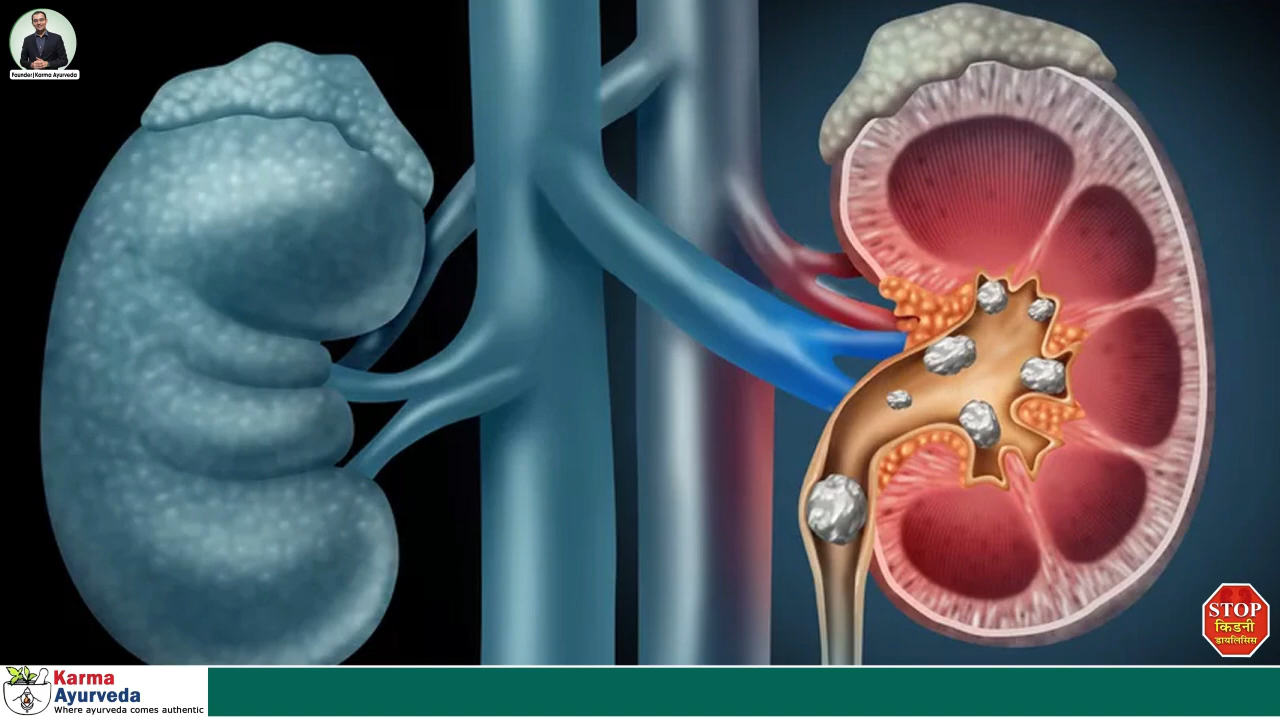 Founder|Karma Ayurveda
STOP
किडनी
डायलिसिस
Karma
Ayurveda
Where ayurveda comes authentic